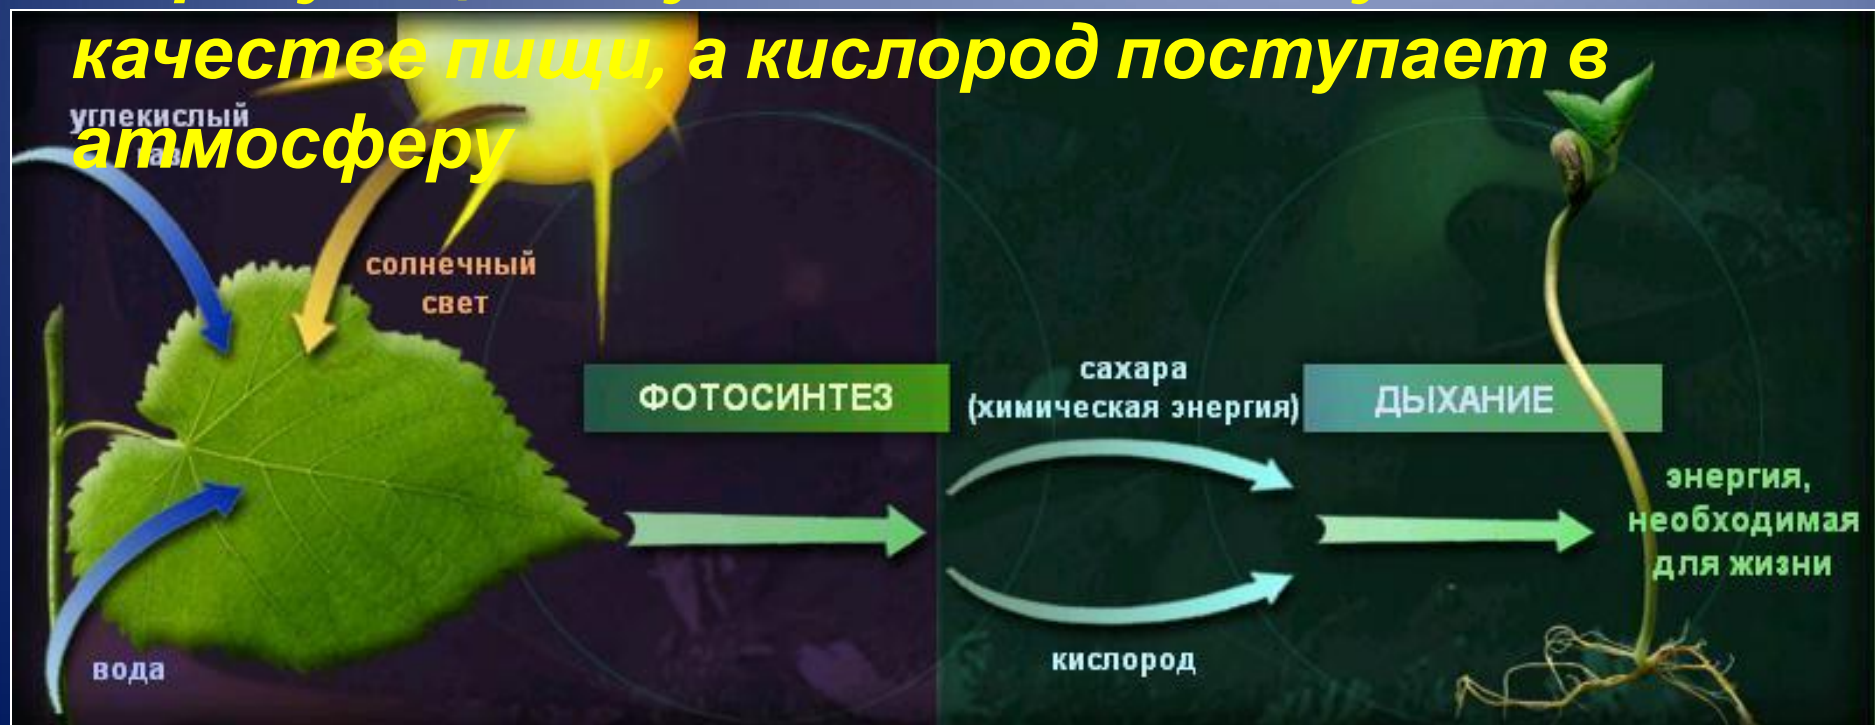 качестве пищи, а кислород поступает в
атмосферу
углекислый
газ
солнечный
свет
ФОТОСИНТЕЗ
сахара
(химическая энергия)
ДЫХАНИЕ
энергия,
необходимая
для жизни
вода
кислород